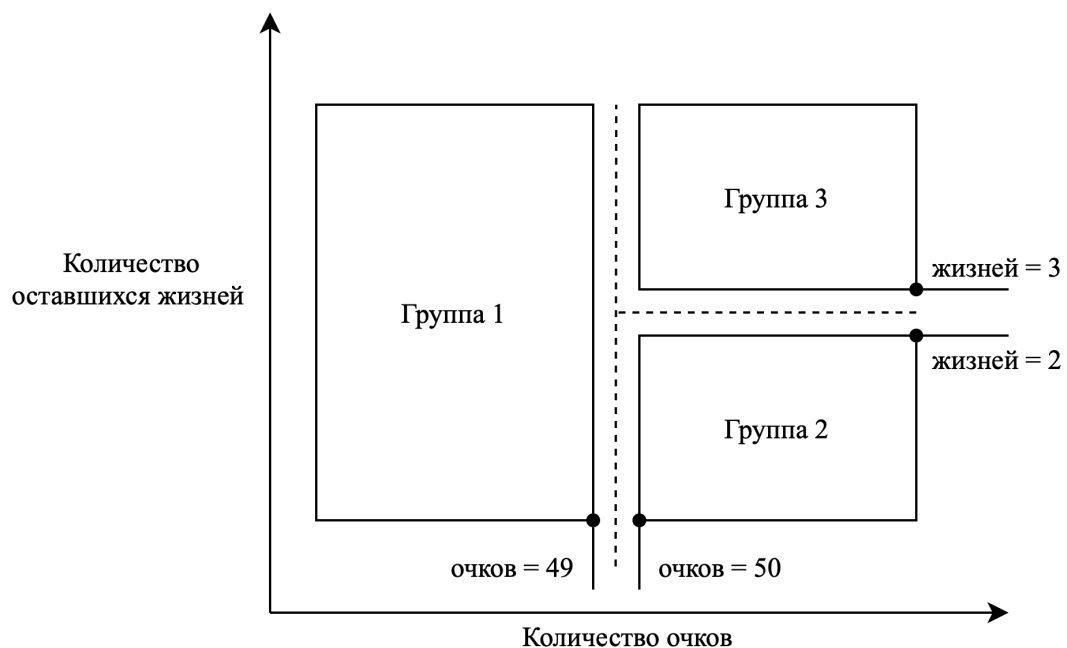 Группа 3
Количество
оставшихся жизней
жизней = 3
Группа 1
жизней = 2
Группа 2
очков = 49
очков = 50
Количество очков